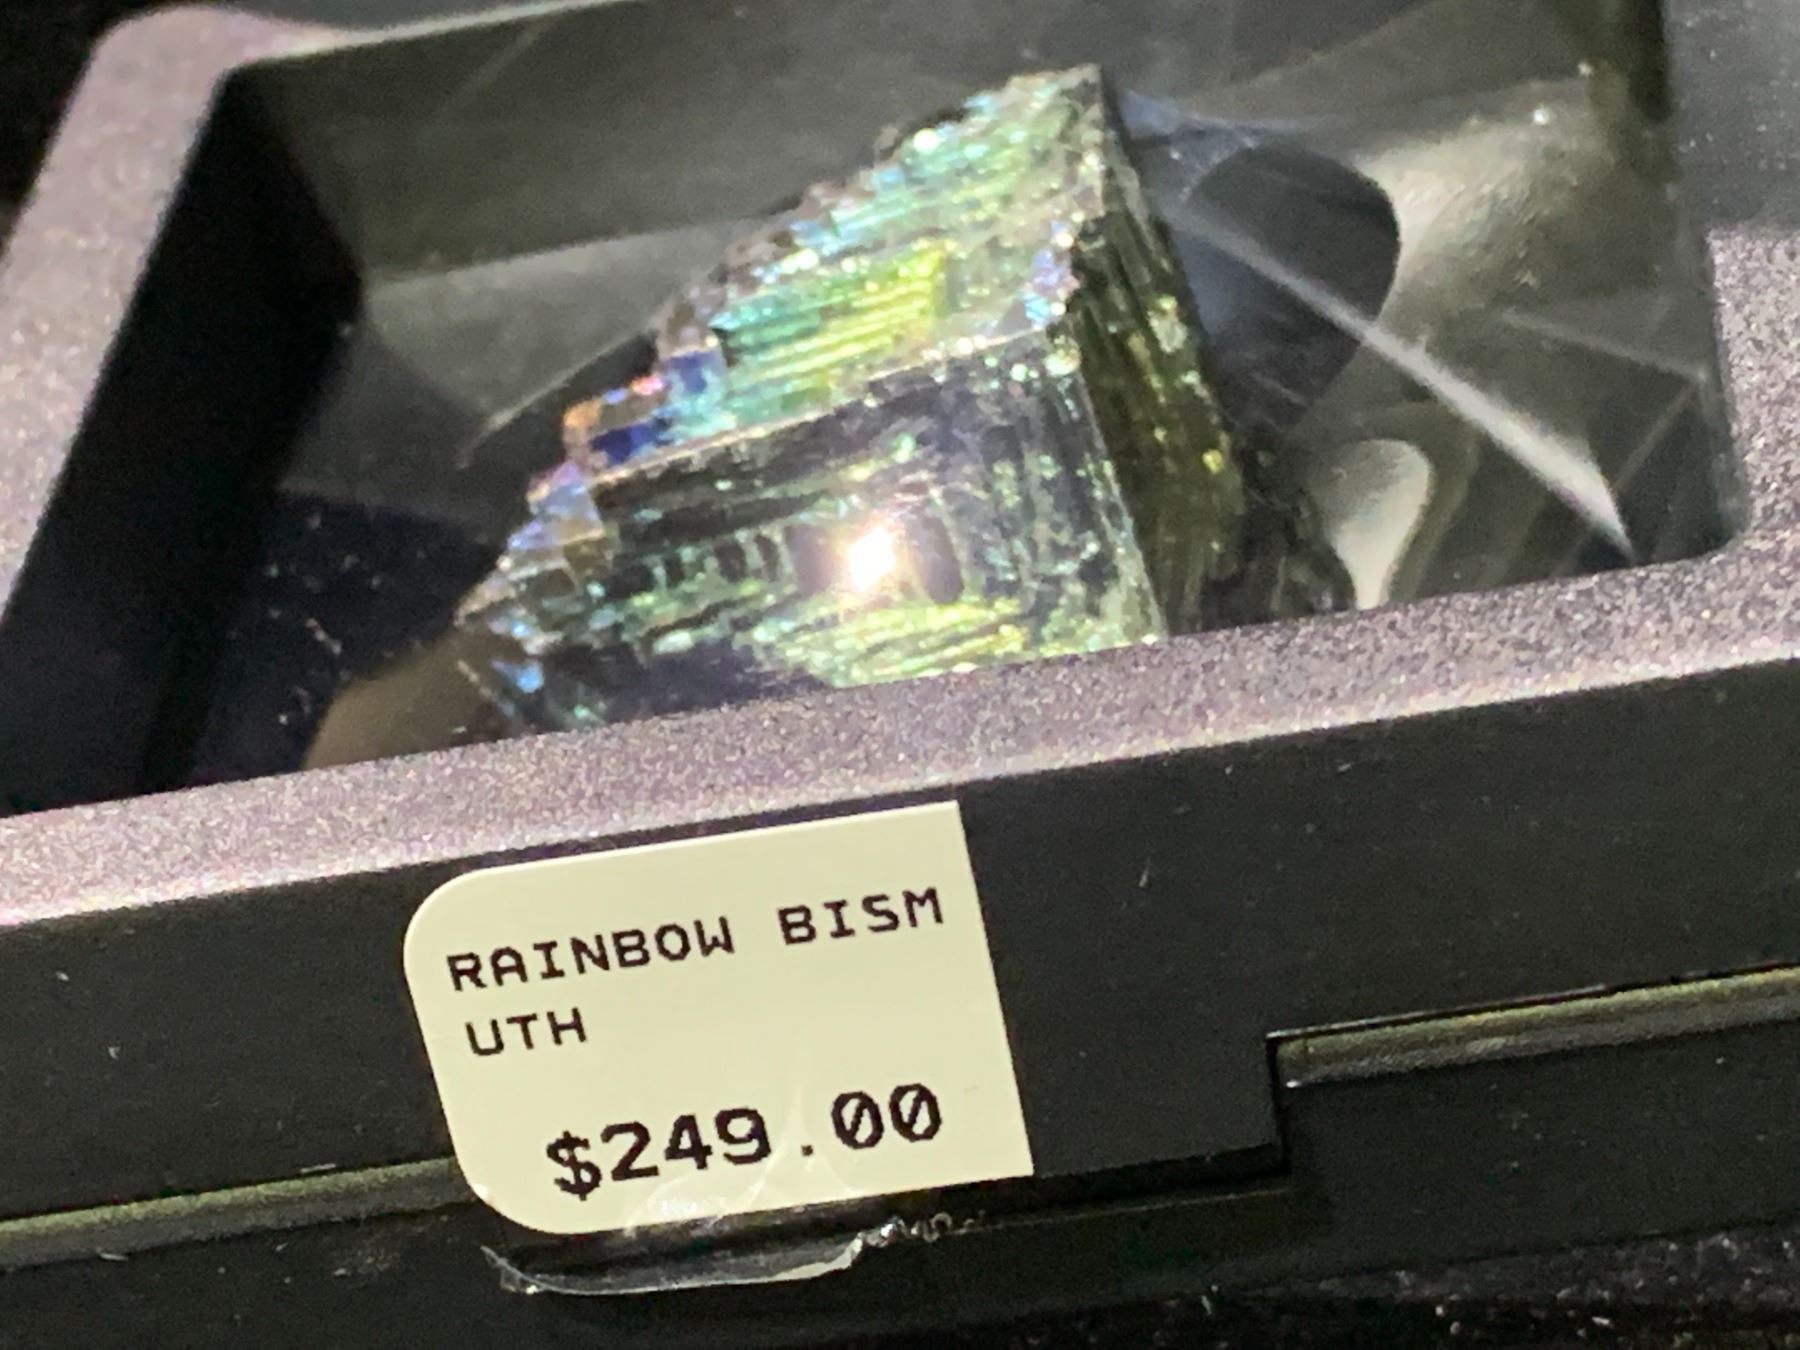 RAINBOW BISM
UTH
$249.00